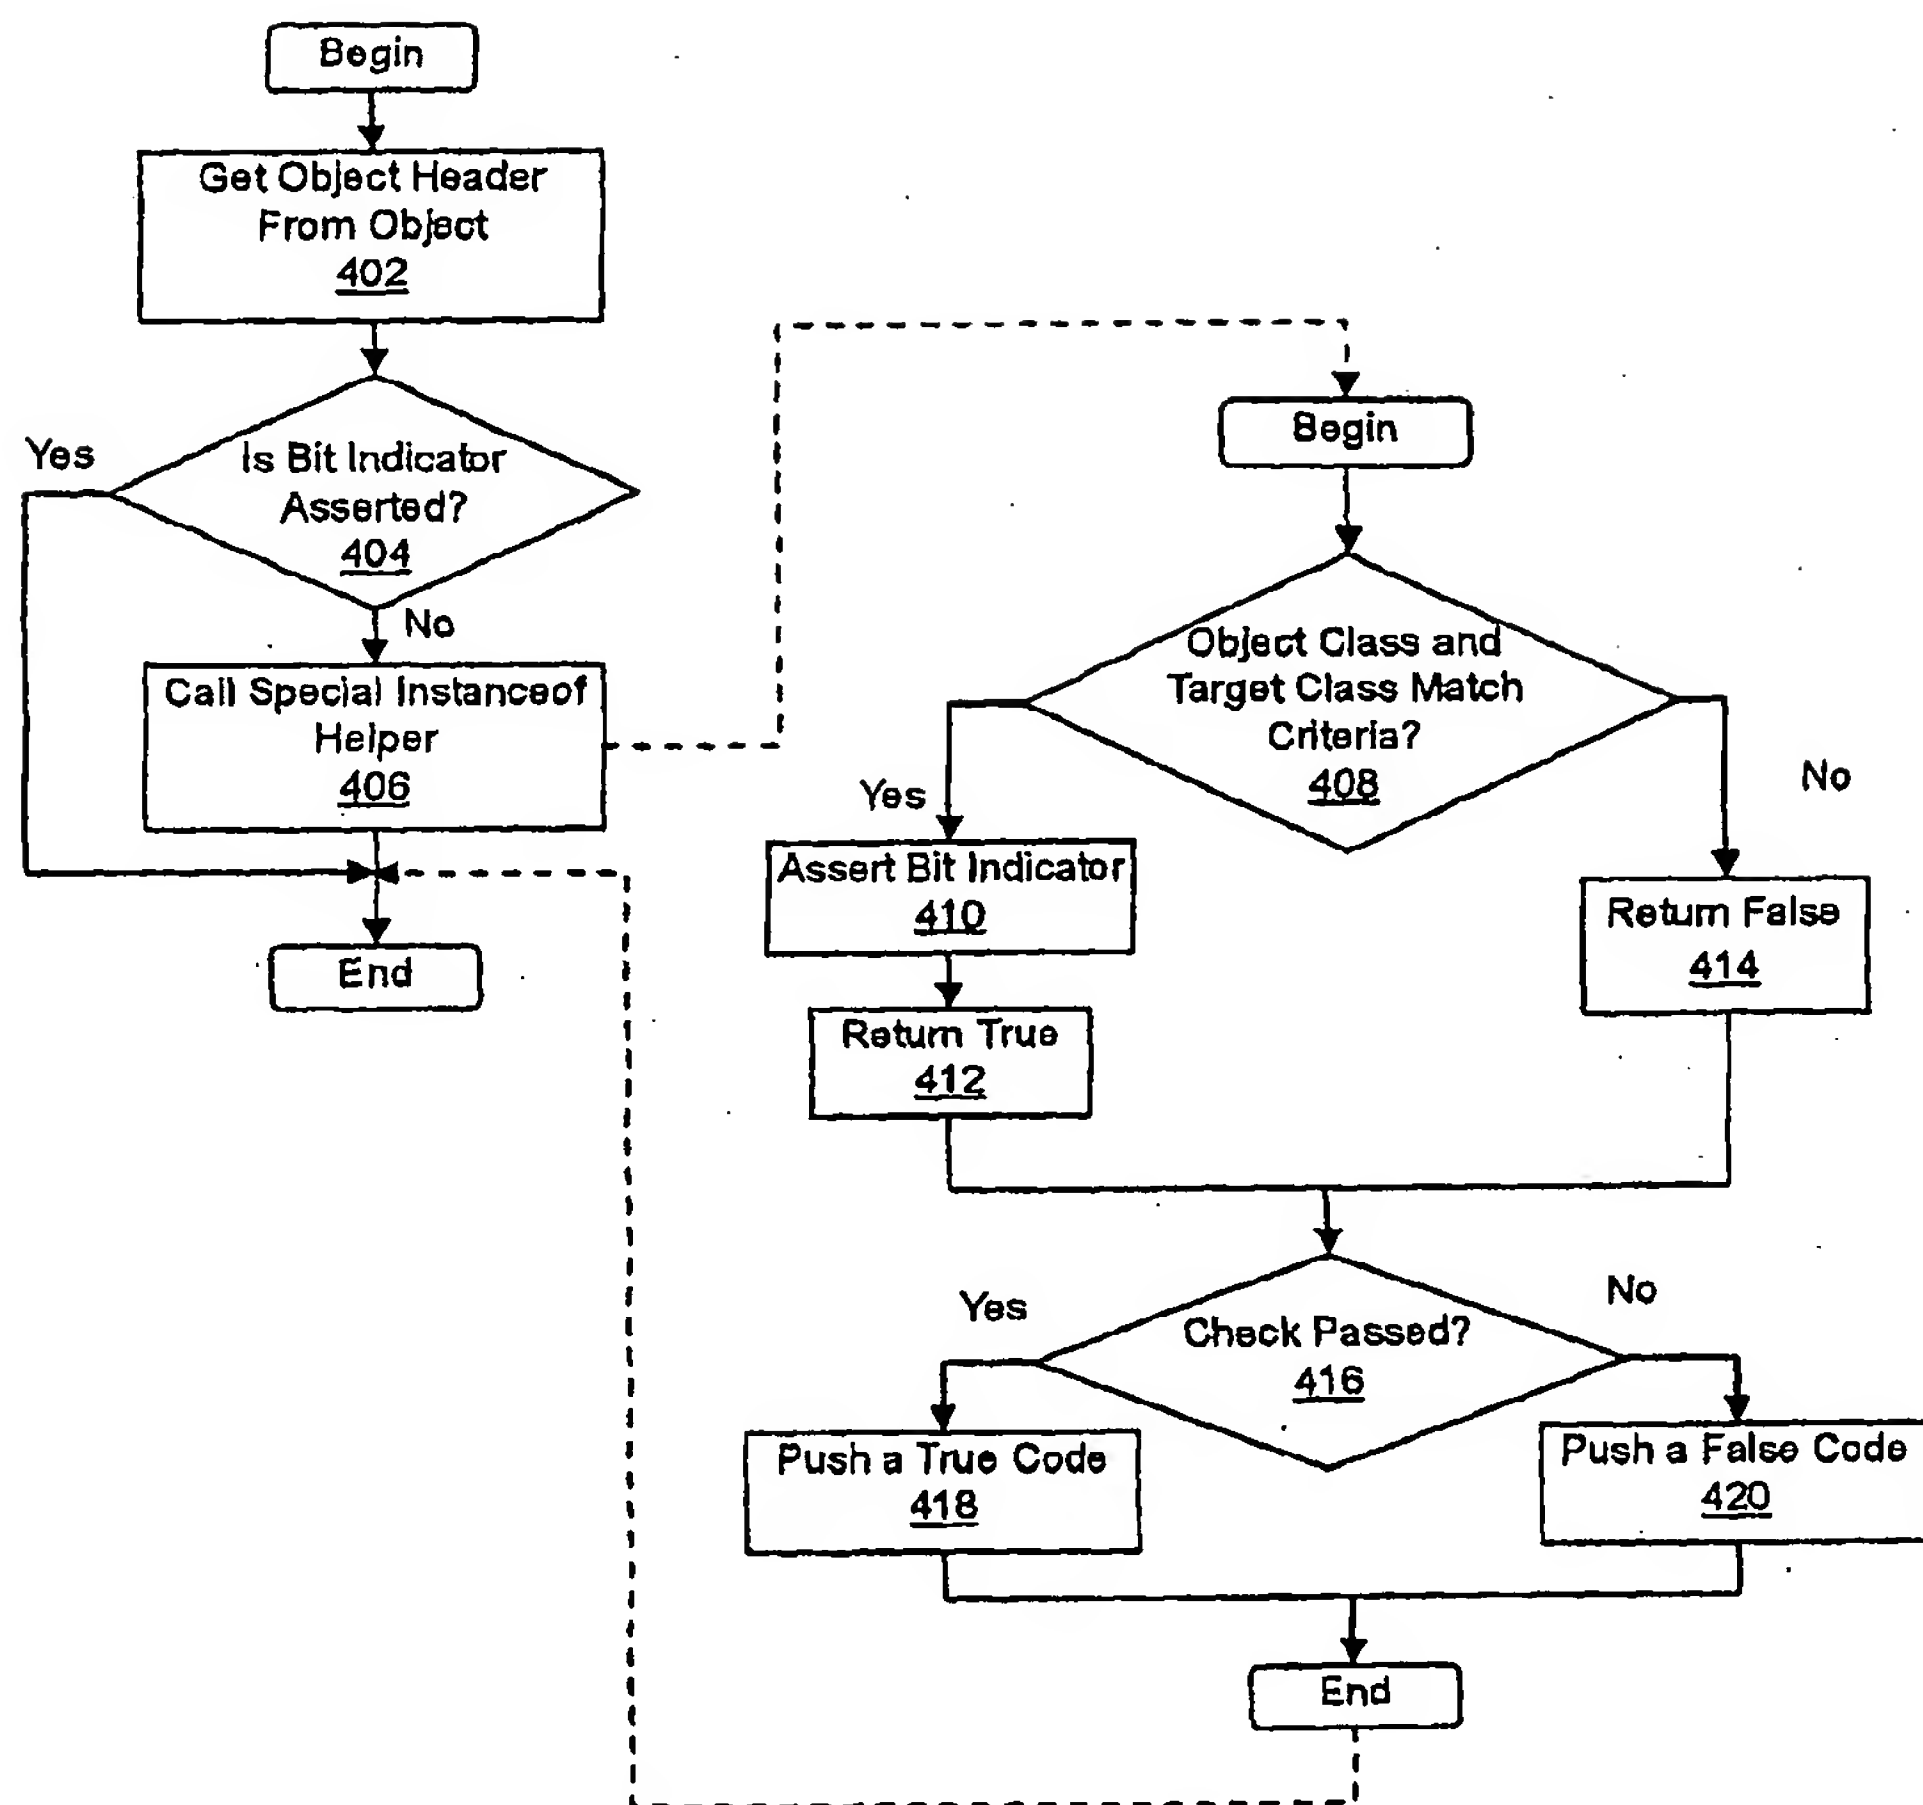 Begin
Get Object Header
From Object
402
Is Bit Indicator
Asserted?
404
Yes
No
Call Special Instanceof
Helper
406
End
Begin
Object Class and
Target Class Match
Criteria?
408
Yes
No
Assert Bit Indicator
410
Return True
412
Return False
414
Check Passed?
416
Yes
No
Push a True Code
418
Push a False Code
420
End